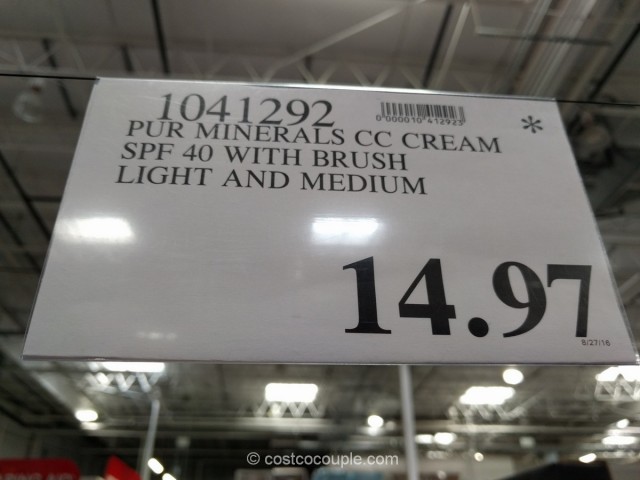 1041292
0000010412923
*
PUR MINERALS CC CREAM
SPF 40 WITH BRUSH
LIGHT AND MEDIUM
14.97
8/27/16
© costcocouple.com